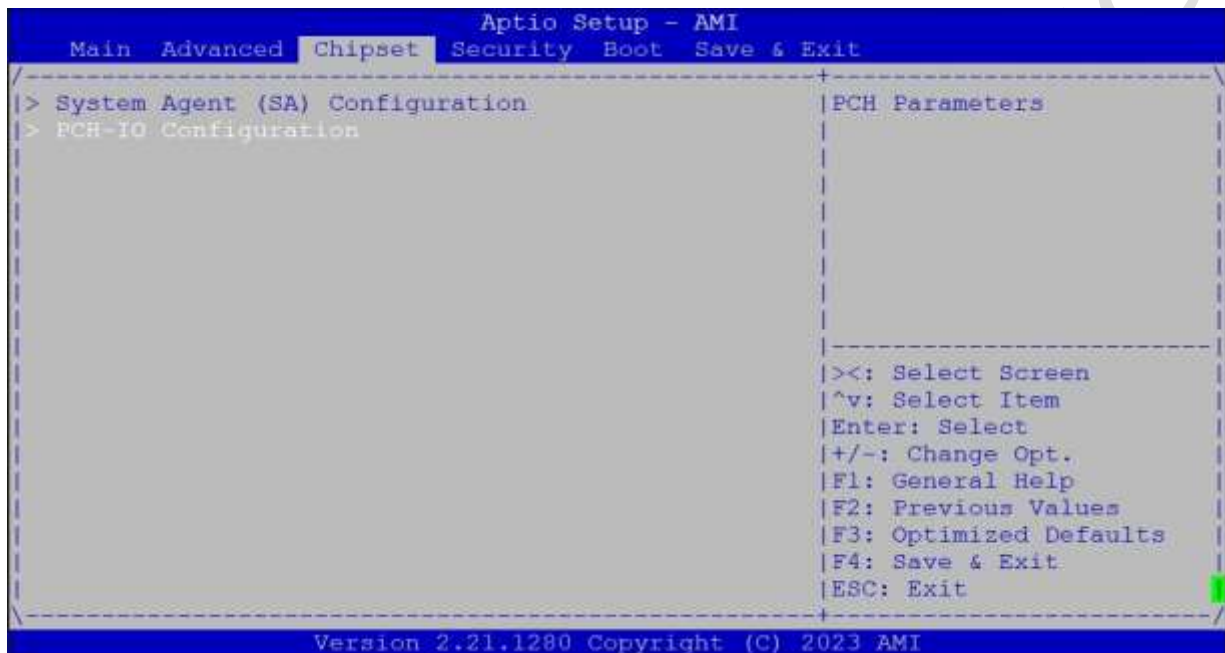 Aptio Setup - AMI
Main Advanced Chipset Security Boot Save & Exit
> System Agent (SA) Configuration
> PCH-IO Configuration
PCH Parameters
><: Select Screen
^v: Select Item
Enter: Select
+/-: Change Opt.
F1: General Help
F2: Previous Values
F3: Optimized Defaults
F4: Save & Exit
ESC: Exit
Version 2.21.1280 Copyright (C) 2023 AMI